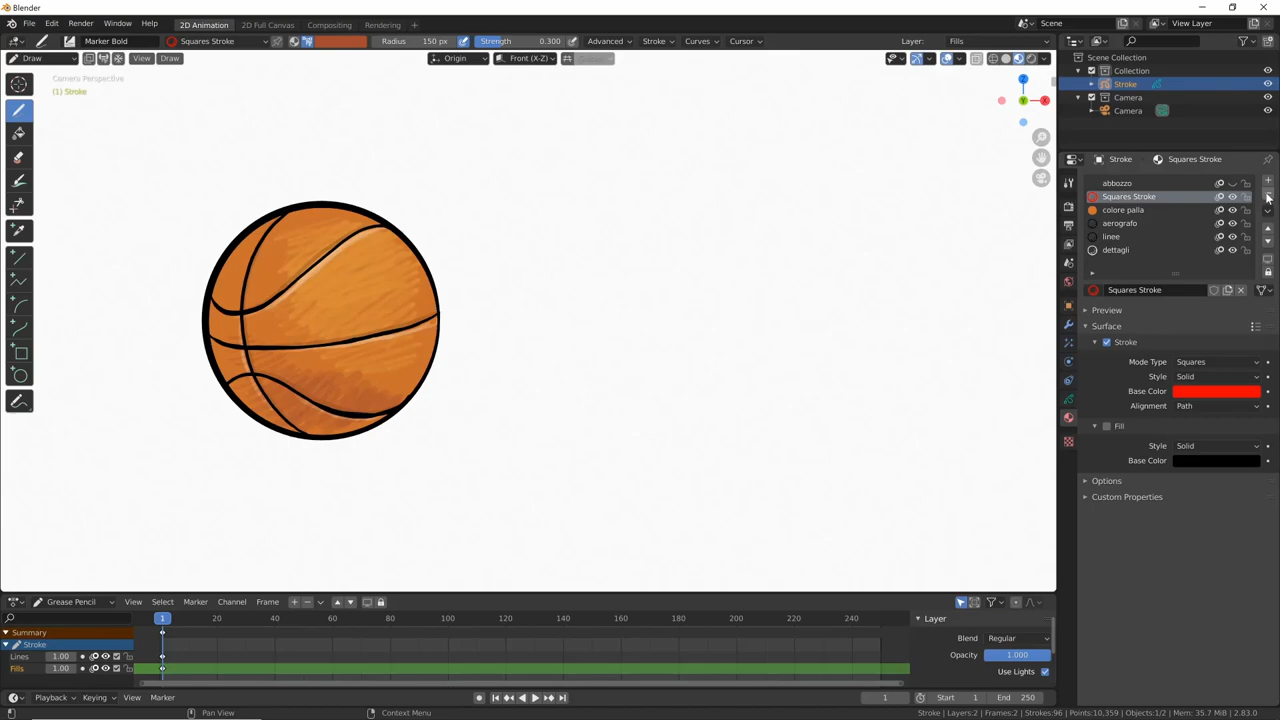 Blender
File Edit Render Window Help 2D Animation 2D Full Canvas Compositing Rendering + Scene View Layer
Marker Bold Squares Stroke Radius 150 px Strength 0.300 Advanced Stroke Curves Cursor Layer: Fills
Draw View Draw Origin Front (X-Z)
Camera Perspective
(1) Stroke
Z
Y
X
Scene Collection
Collection
Stroke
Camera
Camera
Stroke Squares Stroke
abbozzo
Squares Stroke
colore palla
aerografo
linee
dettagli
Squares Stroke
Preview
Surface
Stroke
Mode Type Squares
Style Solid
Base Color
Alignment Path
Fill
Style Solid
Base Color
Options
Custom Properties
Grease Pencil View Select Marker Channel Frame
1 20 40 60 80 100 120 140 160 180 200 220 240
Summary
Stroke
Lines 1.00
Fills 1.00
Layer
Blend Regular
Opacity 1.000
Use Lights
Playback Keying View Marker 1 Start 1 End 250
Pan View Context Menu Stroke | Layers:2 | Frames:2 | Strokes:96 | Points:10,359 | Objects:1/2 | Mem: 35.7 MiB | 2.83.0